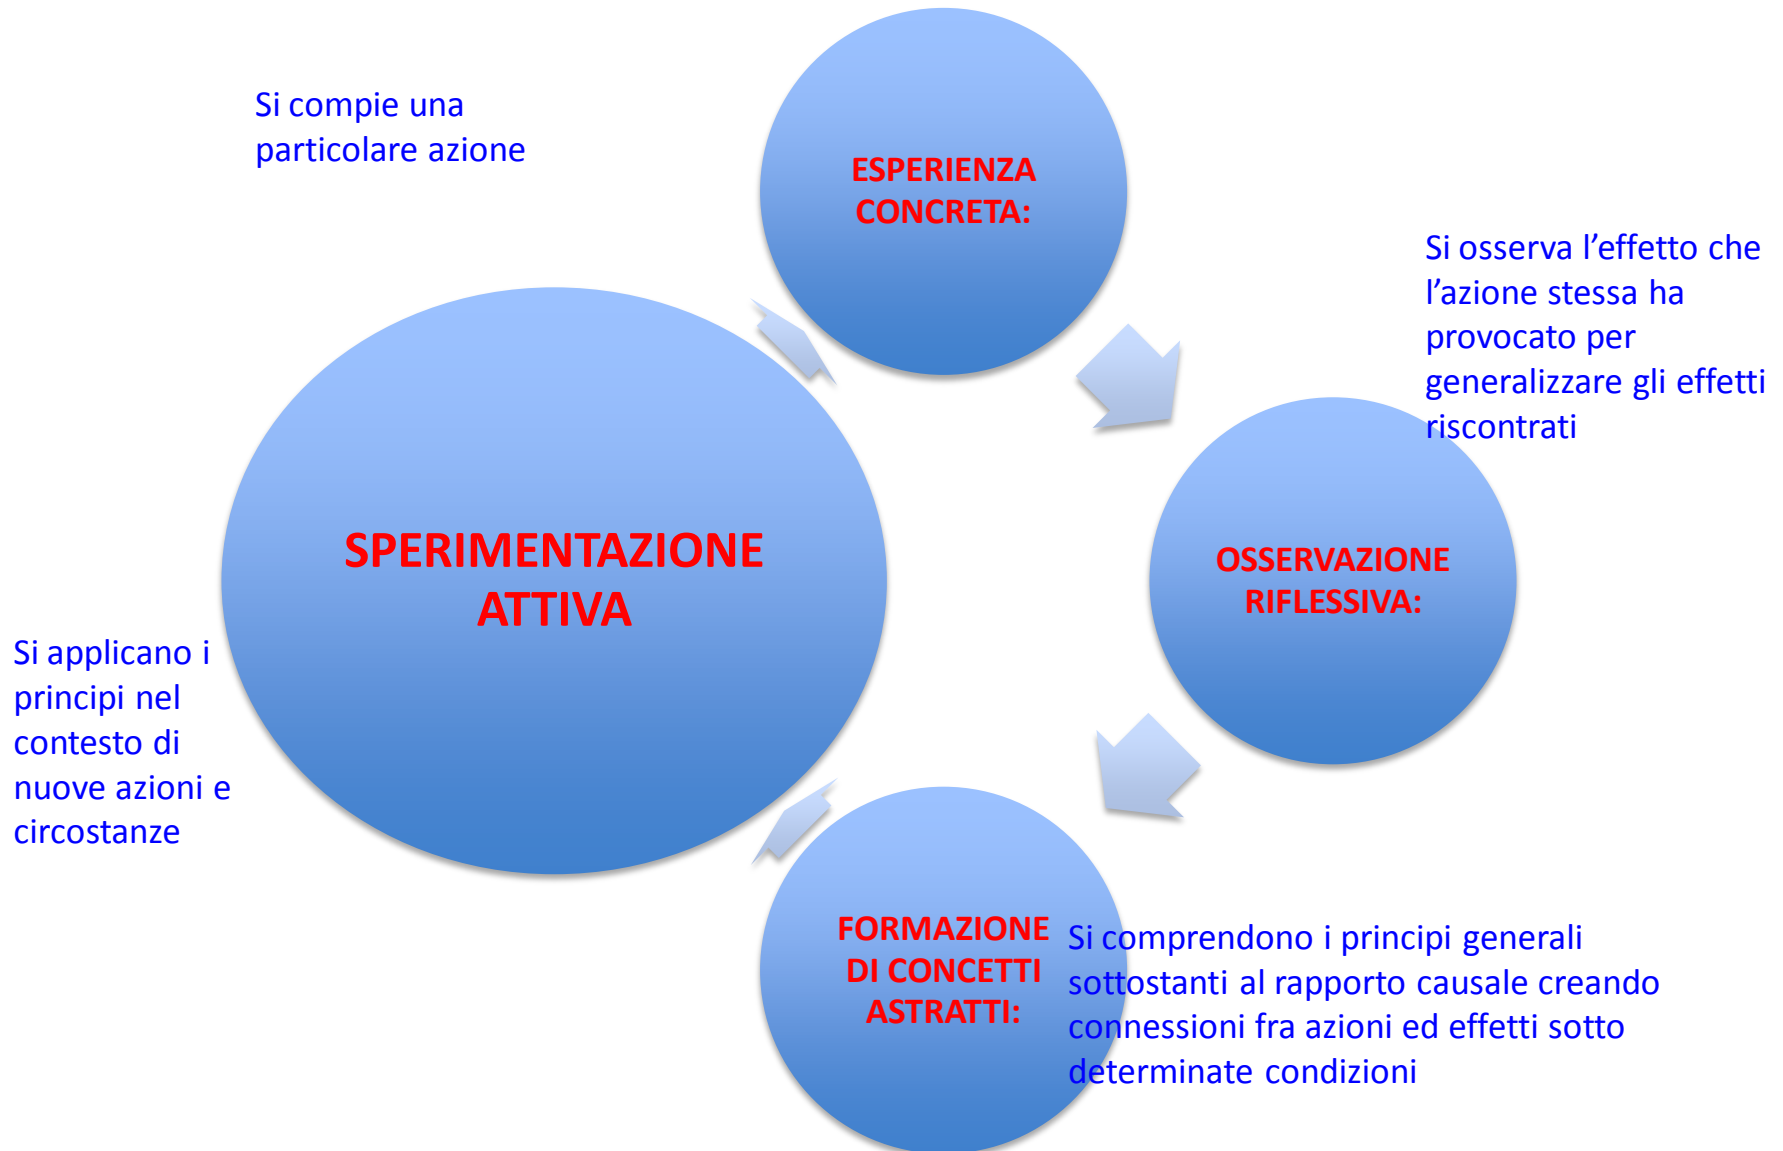 Si compie una
particolare azione
ESPERIENZA
CONCRETA:
Si osserva l’effetto che
l’azione stessa ha
provocato per
generalizzare gli effetti
riscontrati
OSSERVAZIONE
RIFLESSIVA:
FORMAZIONE
DI CONCETTI
ASTRATTI:
Si comprendono i principi generali
sottostanti al rapporto causale creando
connessioni fra azioni ed effetti sotto
determinate condizioni
SPERIMENTAZIONE
ATTIVA
Si applicano i
principi nel
contesto di
nuove azioni e
circostanze